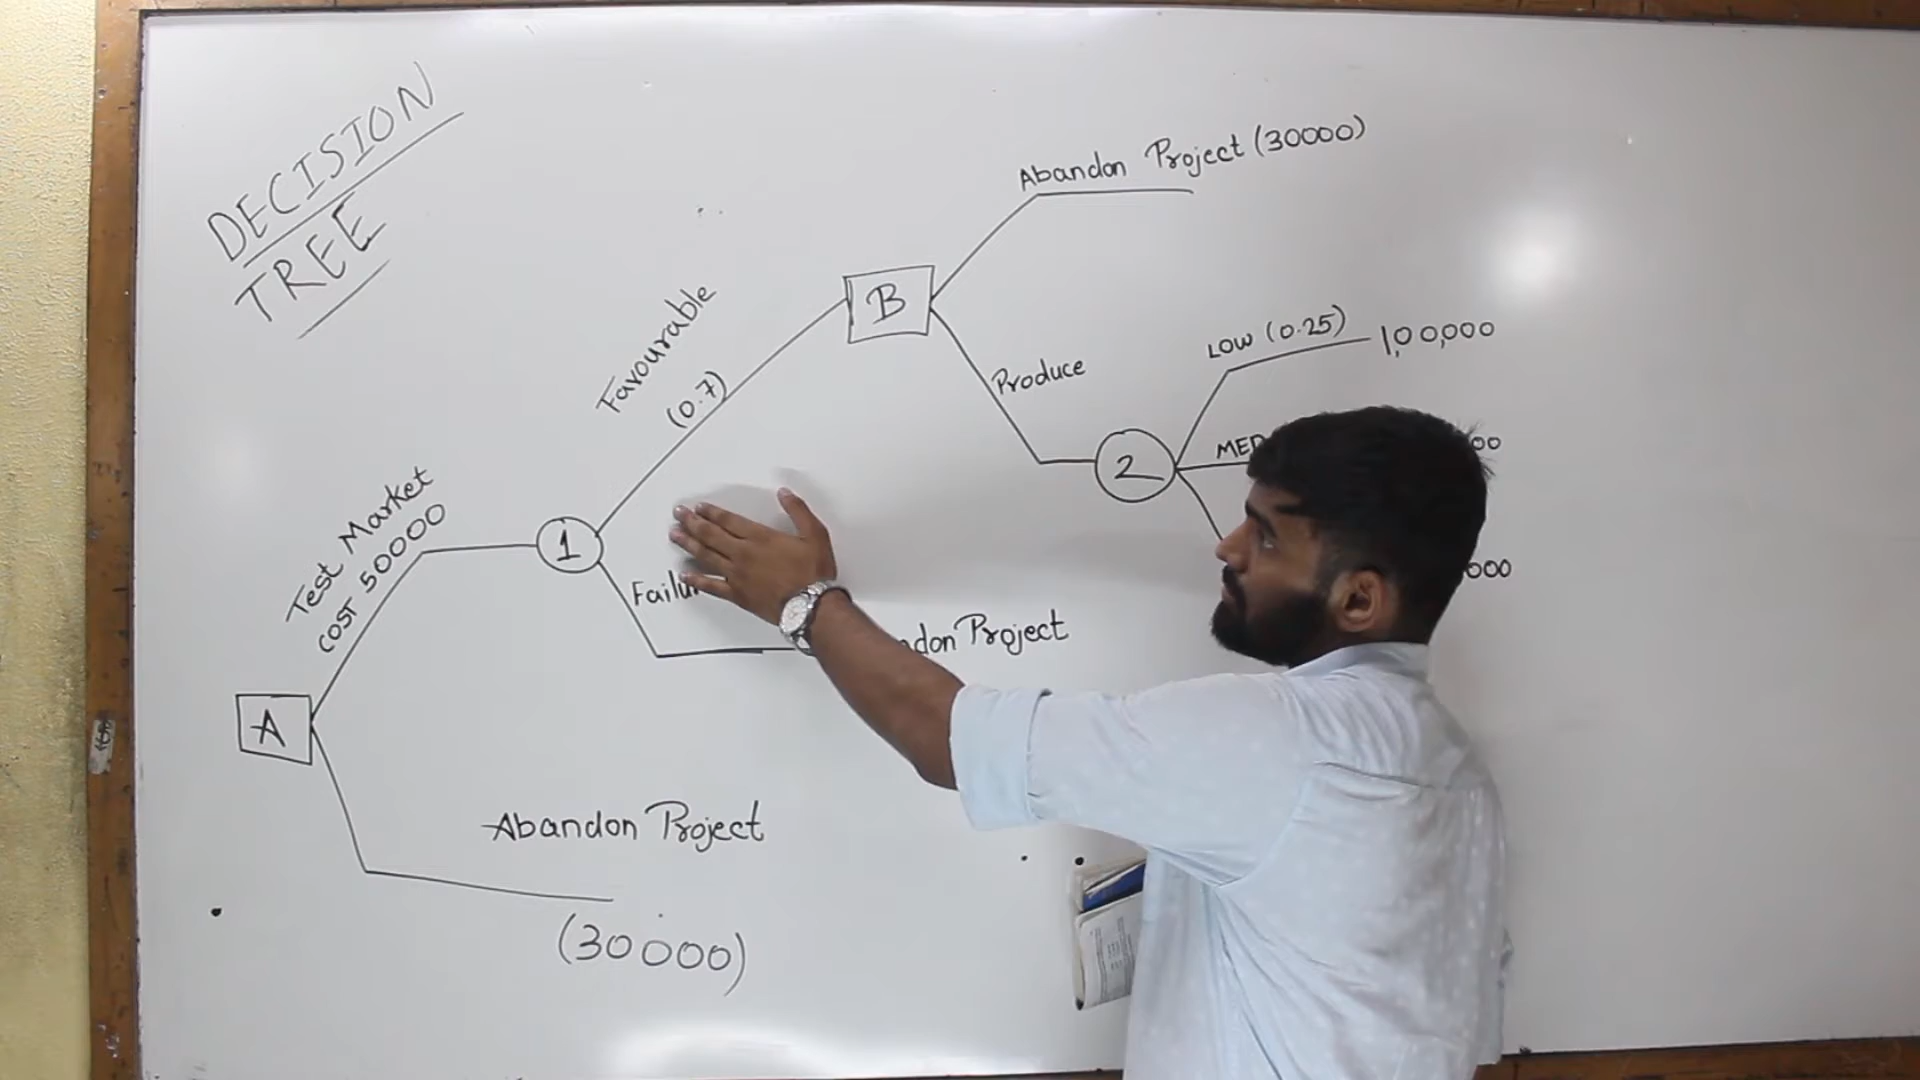 DECISION
TREE
Abandon Project (30000)
Favourable
(0.7)
B
Produce
LOW (0.25) 1,00,000
2
Test Market
COST 50000
1
Project
A
Abandon Project
(30000)